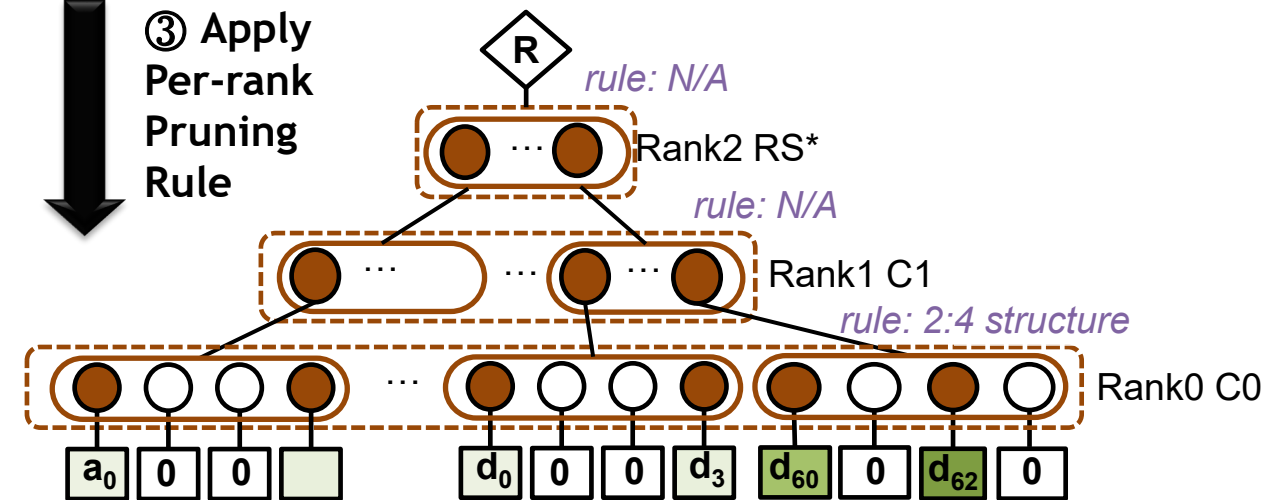 ③ Apply
Per-rank
Pruning
Rule
R
rule: N/A
... Rank2 RS*
rule: N/A
... ... ... Rank1 C1
rule: 2:4 structure
... Rank0 C0
a₀ 0 0 d₀ 0 0 d₃ d₆₀ 0 d₆₂ 0